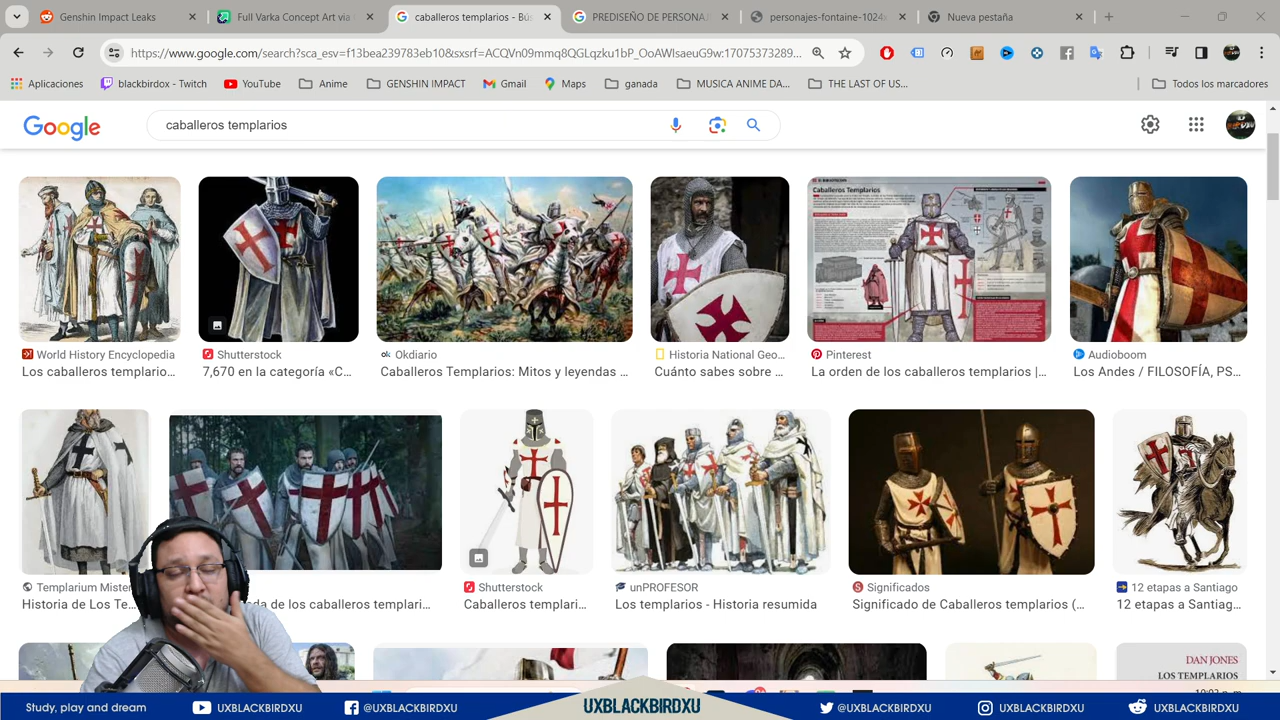 Genshin Impact Leaks
Full Varka Concept Art via
caballeros templarios - Bús
PREDISEÑO DE PERSONAJ
personajes-fontaine-1024x
Nueva pestaña
https://www.google.com/search?sca_esv=f13bea239783eb10&sxsrf=ACQVn09mmq8QGLqzku1bP_OoAWIsaeuG9w:17075373289...
Aplicaciones
blackbirdox - Twitch
YouTube
Anime
GENSHIN IMPACT
Gmail
Maps
ganada
MUSICA ANIME DA...
THE LAST OF US...
Todos los marcadores
Google
caballeros templarios
Caballeros Templarios
World History Encyclopedia
Los caballeros templario...
Shutterstock
7,670 en la categoría «C...
ok Okdiario
Caballeros Templarios: Mitos y leyendas ...
Historia National Geo...
Cuánto sabes sobre ...
Pinterest
La orden de los caballeros templarios |...
Audioboom
Los Andes / FILOSOFÍA, PS...
Templarium Mister
Historia de Los Te
da de los caballeros templari...
Shutterstock
Caballeros templari...
unPROFESOR
Los templarios - Historia resumida
Significados
Significado de Caballeros templarios (...
12 etapas a Santiago
12 etapas a Santiag...
DAN JONES
LOS TEMPLARIOS
Study, play and dream
UXBLACKBIRDXU
@UXBLACKBIRDXU
UXBLACKBIRDXU
@UXBLACKBIRDXU
UXBLACKBIRDXU
UXBLACKBIRDXU